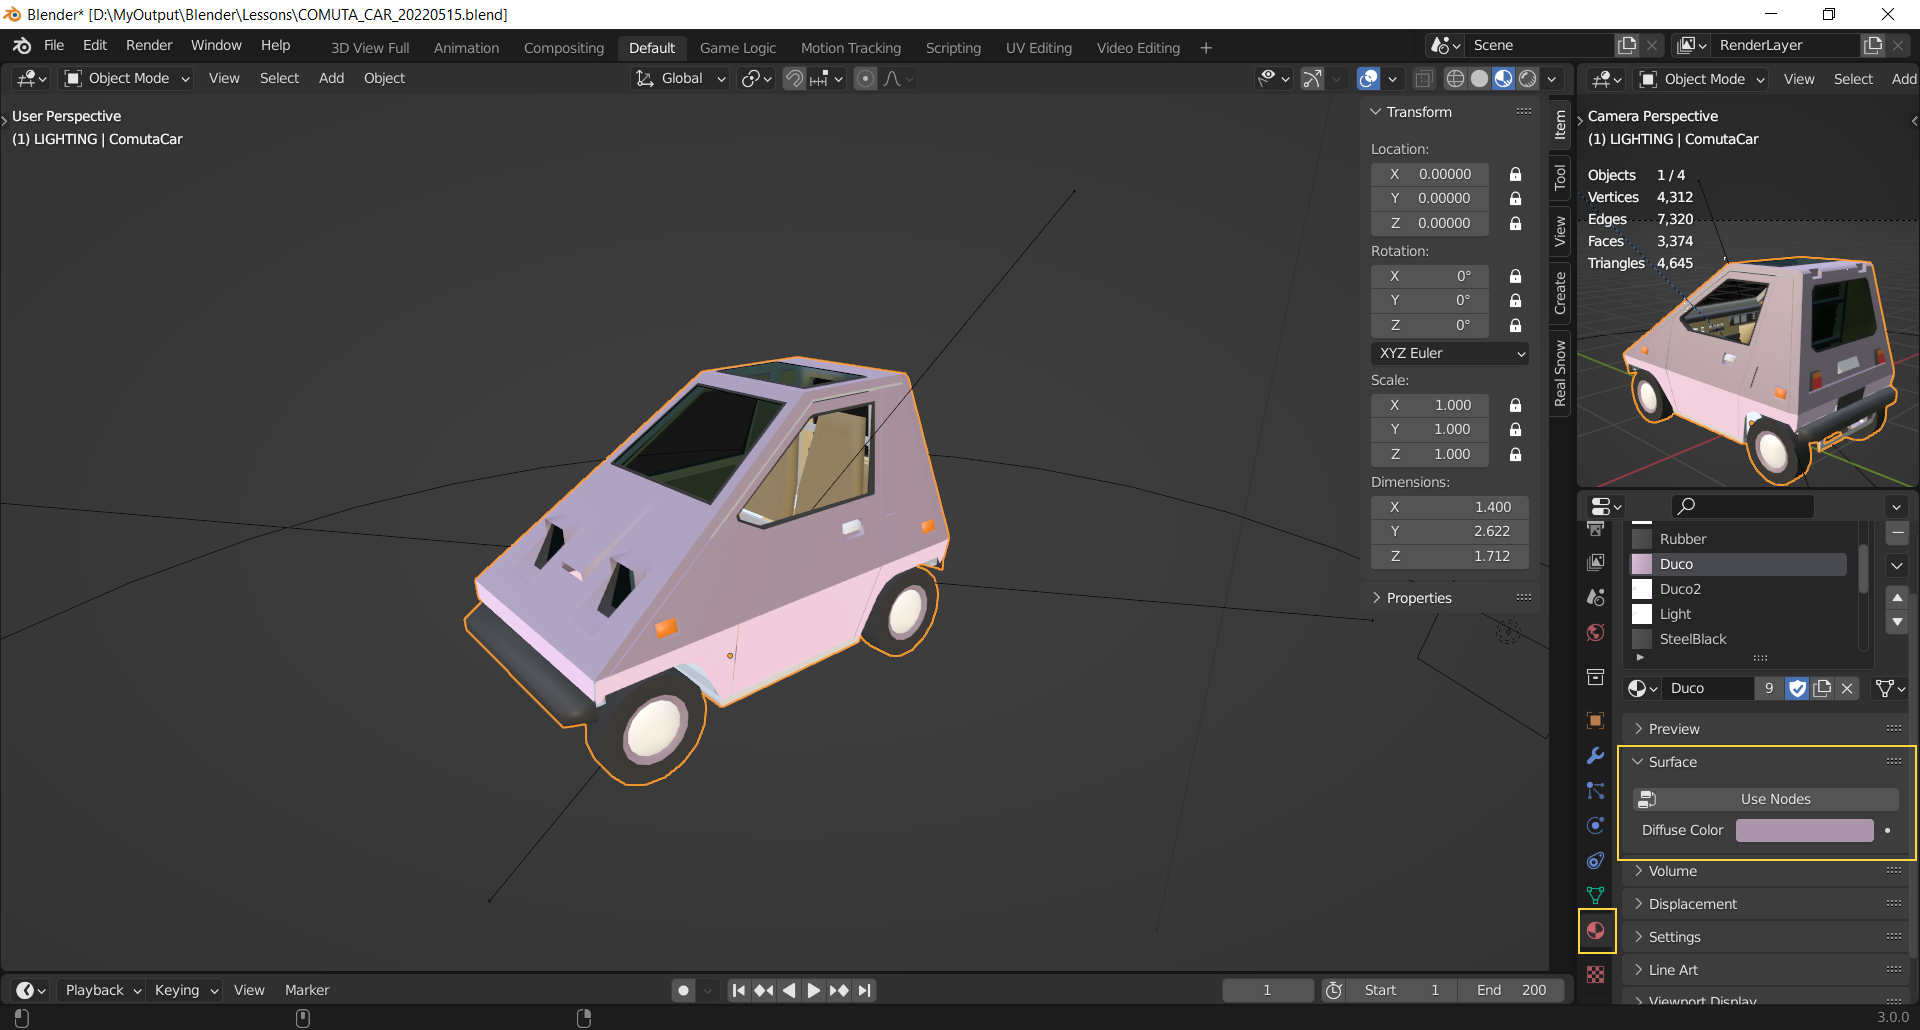 Blender* [D:\MyOutput\Blender\Lessons\COMUTA_CAR_20220515.blend]
File Edit Render Window Help 3D View Full Animation Compositing Default Game Logic Motion Tracking Scripting UV Editing Video Editing + Scene RenderLayer
Object Mode View Select Add Object Global Object Mode View Select Add
User Perspective
(1) LIGHTING | ComutaCar
Transform
Location:
X 0.00000
Y 0.00000
Z 0.00000
Rotation:
X 0°
Y 0°
Z 0°
XYZ Euler
Scale:
X 1.000
Y 1.000
Z 1.000
Dimensions:
X 1.400
Y 2.622
Z 1.712
Properties
Item
Tool
View
Create
Real Snow
Camera Perspective
(1) LIGHTING | ComutaCar
Objects 1 / 4
Vertices 4,312
Edges 7,320
Faces 3,374
Triangles 4,645
Rubber
Duco
Duco2
Light
SteelBlack
Duco 9
Preview
Surface
Use Nodes
Diffuse Color
Volume
Displacement
Settings
Line Art
Viewport Display
Playback Keying View Marker 1 Start 1 End 200
3.0.0